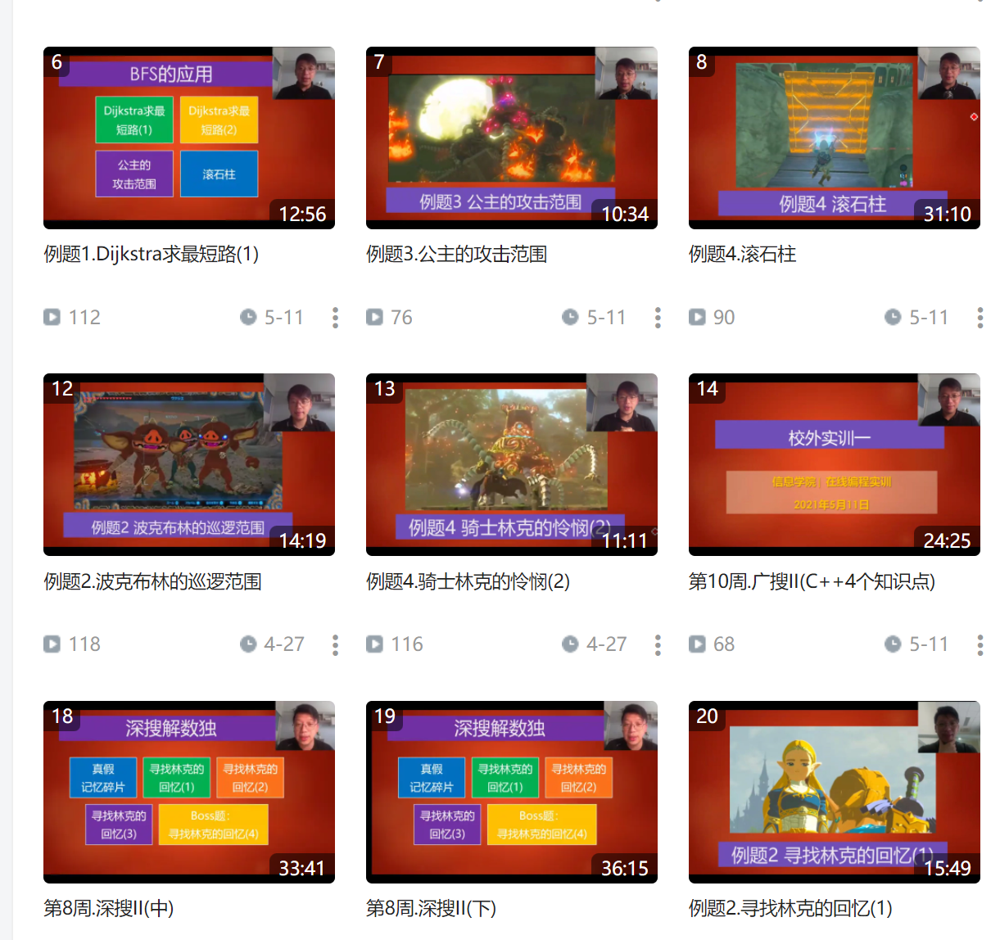 6
BFS的应用
Dijkstra求最
短路(1)
Dijkstra求最
短路(2)
公主的
攻击范围
滚石柱
12:56
7
例题3 公主的攻击范围
10:34
8
例题4 滚石柱
31:10
例题1.Dijkstra求最短路(1)
例题3.公主的攻击范围
例题4.滚石柱
112
5-11
76
5-11
90
5-11
12
例题2 波克布林的巡逻范围
14:19
13
例题4 骑士林克的怜悯(2)
11:11
14
校外实训一
信息学院 | 在线编程实训
2021年5月11日
24:25
例题2.波克布林的巡逻范围
例题4.骑士林克的怜悯(2)
第10周.广搜II(C++4个知识点)
118
4-27
116
4-27
68
5-11
18
深搜解数独
真假
记忆碎片
寻找林克的
回忆(1)
寻找林克的
回忆(2)
寻找林克的
回忆(3)
Boss题:
寻找林克的回忆(4)
33:41
19
深搜解数独
真假
记忆碎片
寻找林克的
回忆(1)
寻找林克的
回忆(2)
寻找林克的
回忆(3)
Boss题:
寻找林克的回忆(4)
36:15
20
例题2 寻找林克的回忆(1)
15:49
第8周.深搜II(中)
第8周.深搜II(下)
例题2.寻找林克的回忆(1)